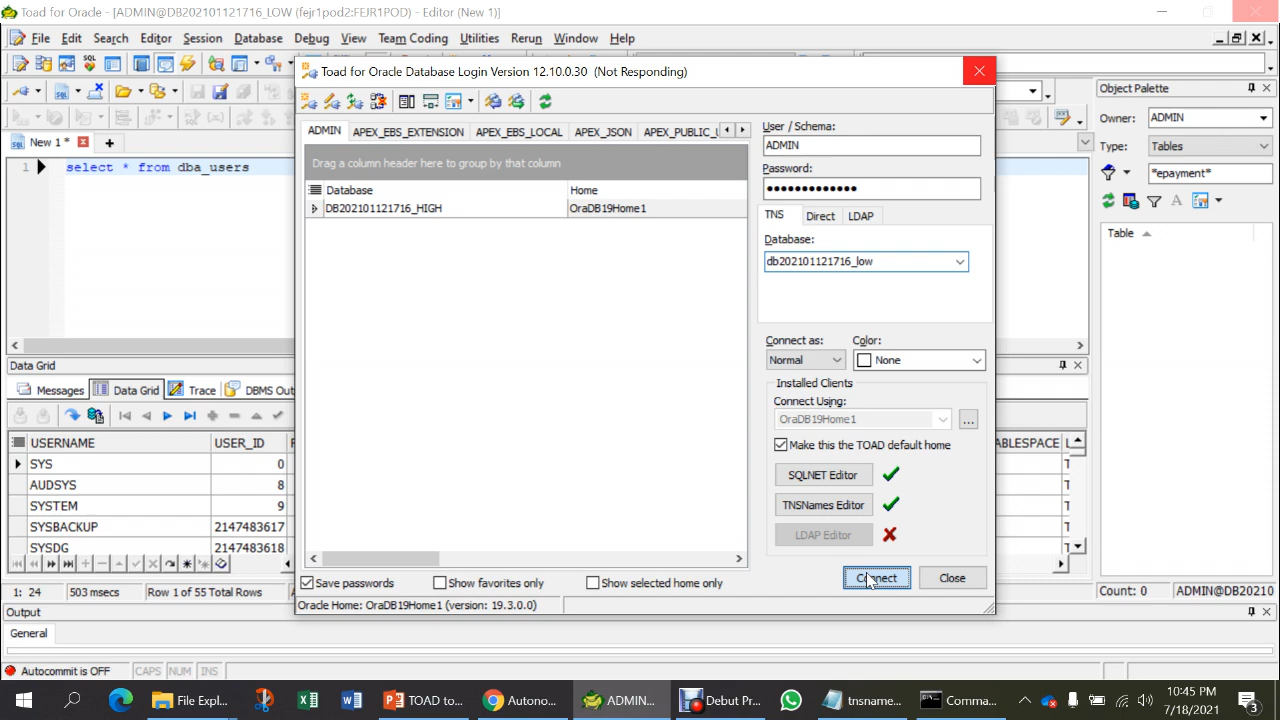 Toad for Oracle - [ADMIN@DB202101121716_LOW (fejr1pod2:FEJR1POD) - Editor (New 1)]
File Edit Search Editor Session Database Debug View Team Coding Utilities Rerun Window Help
Toad for Oracle Database Login Version 12.10.0.30 (Not Responding)
New 1 *
1 select * from dba_users
ADMIN APEX_EBS_EXTENSION APEX_EBS_LOCAL APEX_JSON APEX_PUBLIC_U
Drag a column header here to group by that column
Database Home
DB202101121716_HIGH OraDB19Home1
User / Schema:
ADMIN
Password:
TNS Direct LDAP
Database:
db202101121716_low
Connect as: Color:
Normal None
Installed Clients
Connect Using:
OraDB19Home1 ...
Make this the TOAD default home
SQLNET Editor
TNSNames Editor
LDAP Editor
Save passwords Show favorites only Show selected home only
Connect Close
Oracle Home: OraDB19Home1 (version: 19.3.0.0)
Object Palette
Owner: ADMIN
Type: Tables
*epayment*
Table
Data Grid
Messages Data Grid Trace DBMS Out
USERNAME USER_ID
SYS 0
AUDSYS 8
SYSTEM 9
SYSBACKUP 2147483617
SYSDG 2147483618
ABLESPACE
1: 24 503 msecs Row 1 of 55 Total Rows
Count: 0 ADMIN@DB20210
Output
General
Autocommit is OFF CAPS NUM INS
File Expl... TOAD to... Autono... ADMIN... Debut Pr... tnsname... Comma...
10:45 PM
7/18/2021
3